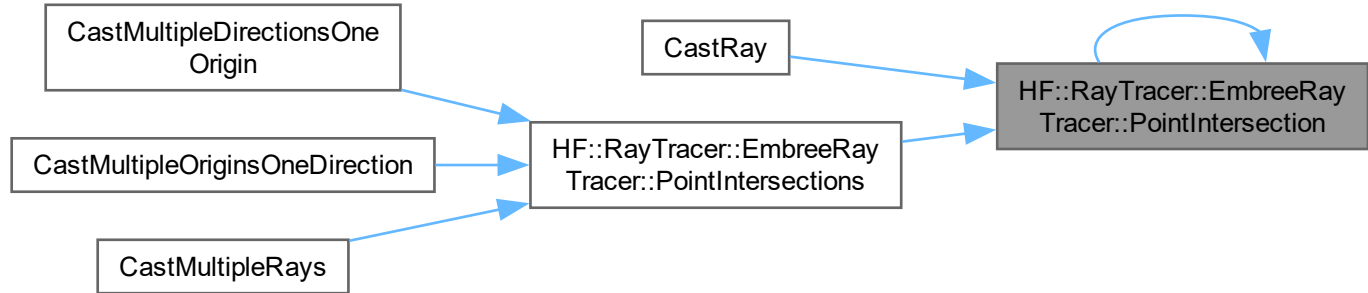 CastMultipleDirectionsOne
Origin
CastRay
HF::RayTracer::EmbreeRay
Tracer::PointIntersection
CastMultipleOriginsOneDirection
HF::RayTracer::EmbreeRay
Tracer::PointIntersections
CastMultipleRays